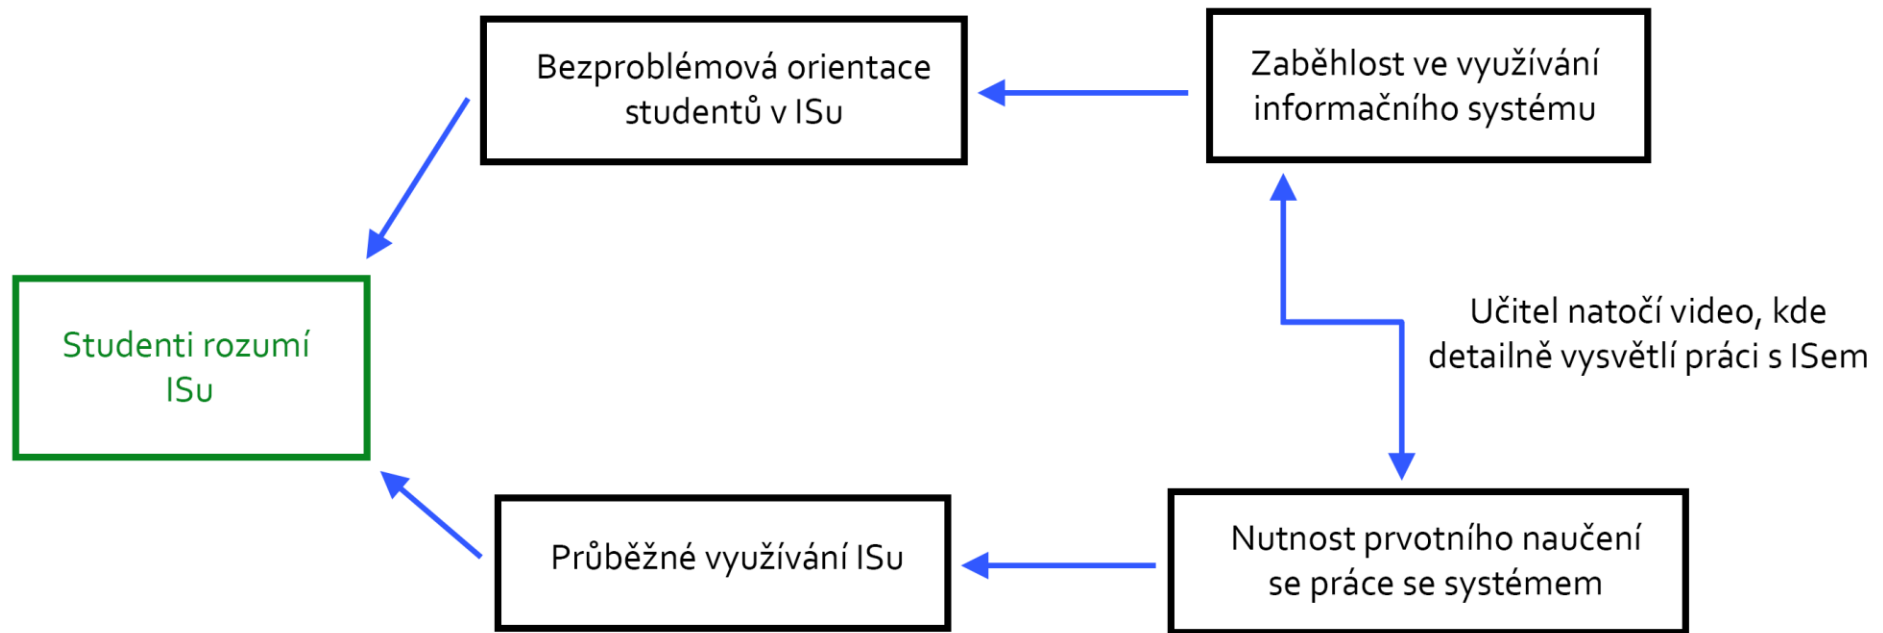 Bezproblémová orientace
studentů v ISu
Zaběhlost ve využívání
informačního systému
Studenti rozumí
ISu
Učitel natočí video, kde
detailně vysvětlí práci s ISem
Průběžné využívání ISu
Nutnost prvotního naučení
se práce se systémem